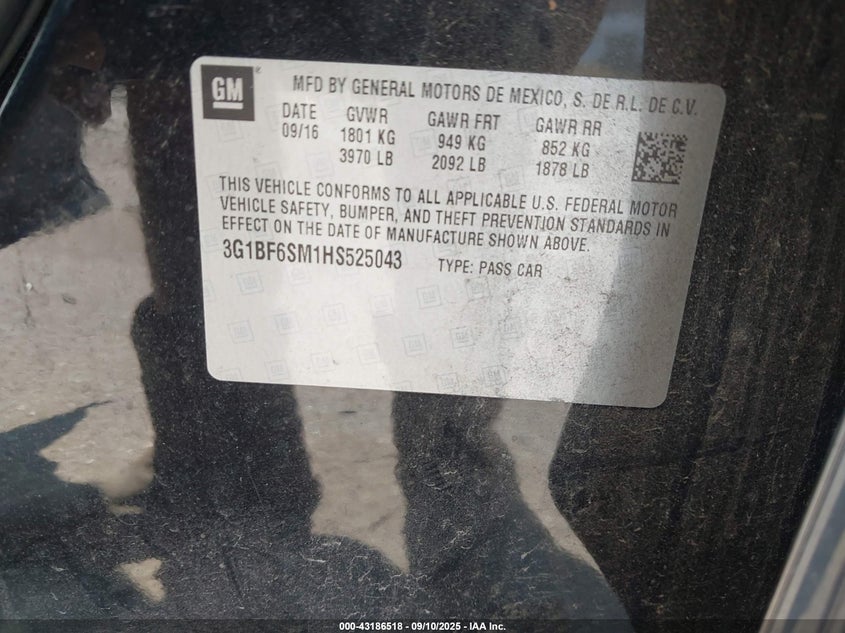 GM
MFD BY GENERAL MOTORS DE MEXICO, S. DE R.L. DE C.V.
DATE GVWR GAWR FRT GAWR RR
09/16 1801 KG 949 KG 852 KG
3970 LB 2092 LB 1878 LB
THIS VEHICLE CONFORMS TO ALL APPLICABLE U.S. FEDERAL MOTOR
VEHICLE SAFETY, BUMPER, AND THEFT PREVENTION STANDARDS IN
EFFECT ON THE DATE OF MANUFACTURE SHOWN ABOVE.
3G1BF6SM1HS525043 TYPE: PASS CAR
000-43186518 - 09/10/2025 - IAA Inc.